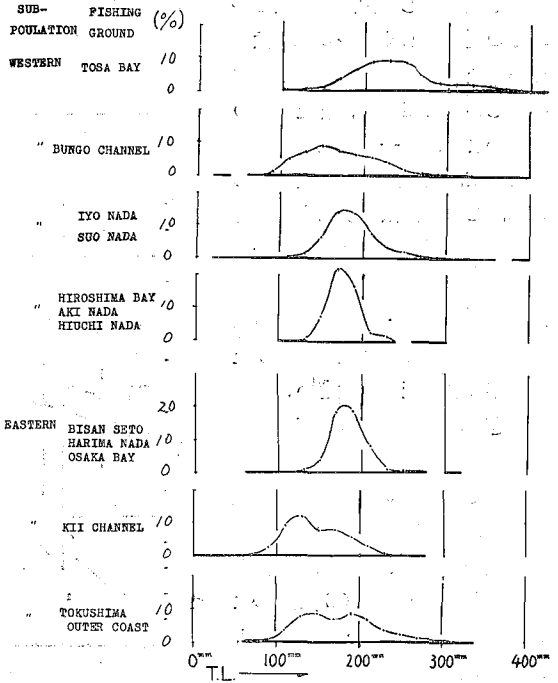 SUB- FISHING (%)
POULATION GROUND
WESTERN TOSA BAY
10
0
" BUNGO CHANNEL
10
0
" IYO NADA
SUO NADA
10
0
" HIROSHIMA BAY
AKI NADA
HIUCHI NADA
10
0
20
EASTERN BISAN SETO
HARIMA NADA
OSAKA BAY
10
0
" KII CHANNEL
10
0
" TOKUSHIMA
OUTER COAST
10
0
0mm 100mm 200mm 300mm 400mm
T.L.